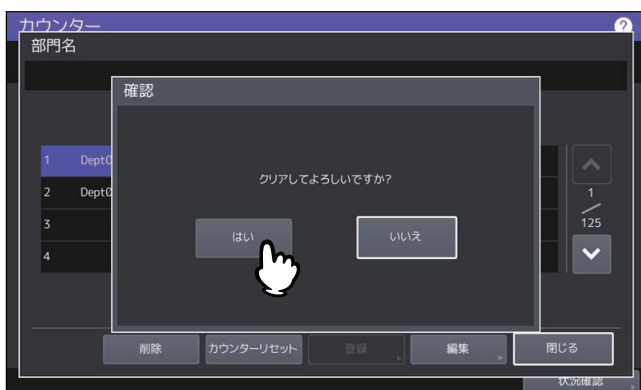 カウンター
?
部門名
確認
クリアしてよろしいですか?
はい
いいえ
1 Dept0
2 Dept0
3
4
1
125
削除
カウンターリセット
登録
編集
閉じる
状況確認